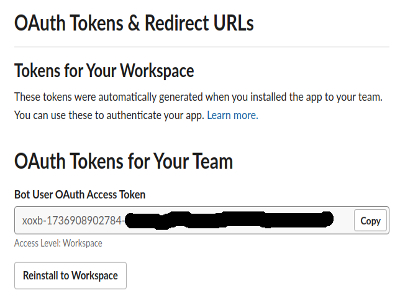 OAuth Tokens & Redirect URLs
Tokens for Your Workspace
These tokens were automatically generated when you installed the app to your team.
You can use these to authenticate your app. Learn more.
OAuth Tokens for Your Team
Bot User OAuth Access Token
xoxb-1736908902784- Copy
Access Level: Workspace
Reinstall to Workspace